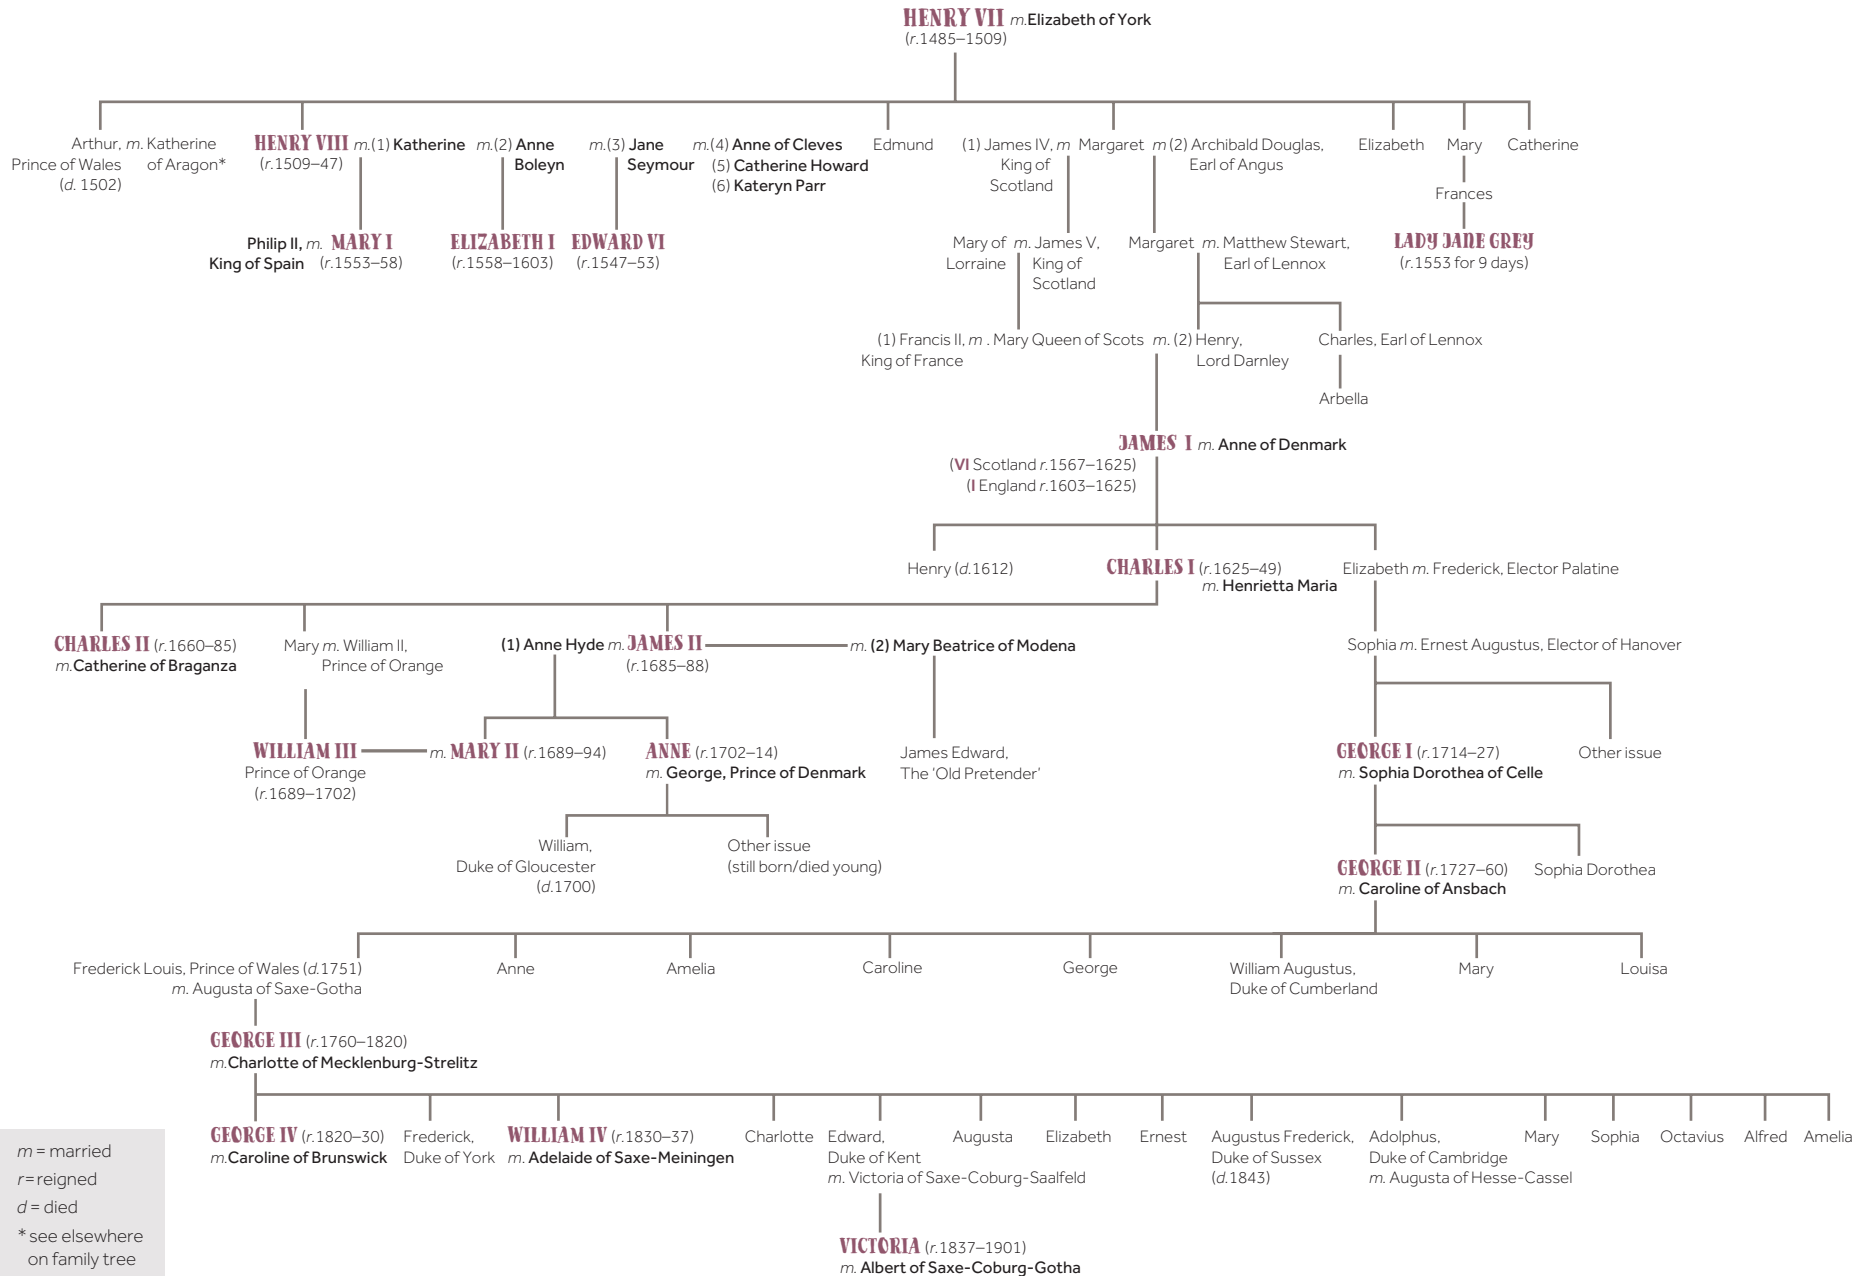 HENRY VII m.Elizabeth of York
(r.1485–1509)
Arthur, m. Katherine
Prince of Wales of Aragon*
(d. 1502)
HENRY VIII m.(1) Katherine m.(2) Anne
(r.1509–47) Boleyn
m.(3) Jane
Seymour
m.(4) Anne of Cleves
(5) Catherine Howard
(6) Kateryn Parr
Edmund
(1) James IV, m Margaret m (2) Archibald Douglas,
King of Earl of Angus
Scotland
Elizabeth
Mary
Catherine
Frances
Philip II, m. MARY I
King of Spain (r.1553–58)
ELIZABETH I
(r.1558–1603)
EDWARD VI
(r.1547–53)
Mary of m. James V,
Lorraine King of
Scotland
Margaret m. Matthew Stewart,
Earl of Lennox
LADY JANE GREY
(r.1553 for 9 days)
(1) Francis II, m . Mary Queen of Scots m. (2) Henry,
King of France Lord Darnley
Charles, Earl of Lennox
Arbella
JAMES I m. Anne of Denmark
(VI Scotland r.1567–1625)
(I England r.1603–1625)
Henry (d.1612)
CHARLES I (r.1625–49)
m. Henrietta Maria
Elizabeth m. Frederick, Elector Palatine
CHARLES II (r.1660–85)
m.Catherine of Braganza
Mary m. William II,
Prince of Orange
(1) Anne Hyde m. JAMES II m. (2) Mary Beatrice of Modena
(r.1685–88)
Sophia m. Ernest Augustus, Elector of Hanover
WILLIAM III m. MARY II (r.1689–94)
Prince of Orange
(r.1689–1702)
ANNE (r.1702–14)
m. George, Prince of Denmark
James Edward,
The 'Old Pretender'
GEORGE I (r.1714–27)
m. Sophia Dorothea of Celle
Other issue
William,
Duke of Gloucester
(d.1700)
Other issue
(still born/died young)
GEORGE II (r.1727–60)
m. Caroline of Ansbach
Sophia Dorothea
Frederick Louis, Prince of Wales (d.1751)
m. Augusta of Saxe-Gotha
Anne
Amelia
Caroline
George
William Augustus,
Duke of Cumberland
Mary
Louisa
GEORGE III (r.1760–1820)
m.Charlotte of Mecklenburg-Strelitz
GEORGE IV (r.1820–30)
m.Caroline of Brunswick
Frederick,
Duke of York
WILLIAM IV (r.1830–37)
m. Adelaide of Saxe-Meiningen
Charlotte
Edward,
Duke of Kent
m. Victoria of Saxe-Coburg-Saalfeld
Augusta
Elizabeth
Ernest
Augustus Frederick,
Duke of Sussex
(d.1843)
Adolphus,
Duke of Cambridge
m. Augusta of Hesse-Cassel
Mary
Sophia
Octavius
Alfred
Amelia
VICTORIA (r.1837–1901)
m. Albert of Saxe-Coburg-Gotha
m = married
r = reigned
d = died
* see elsewhere
on family tree